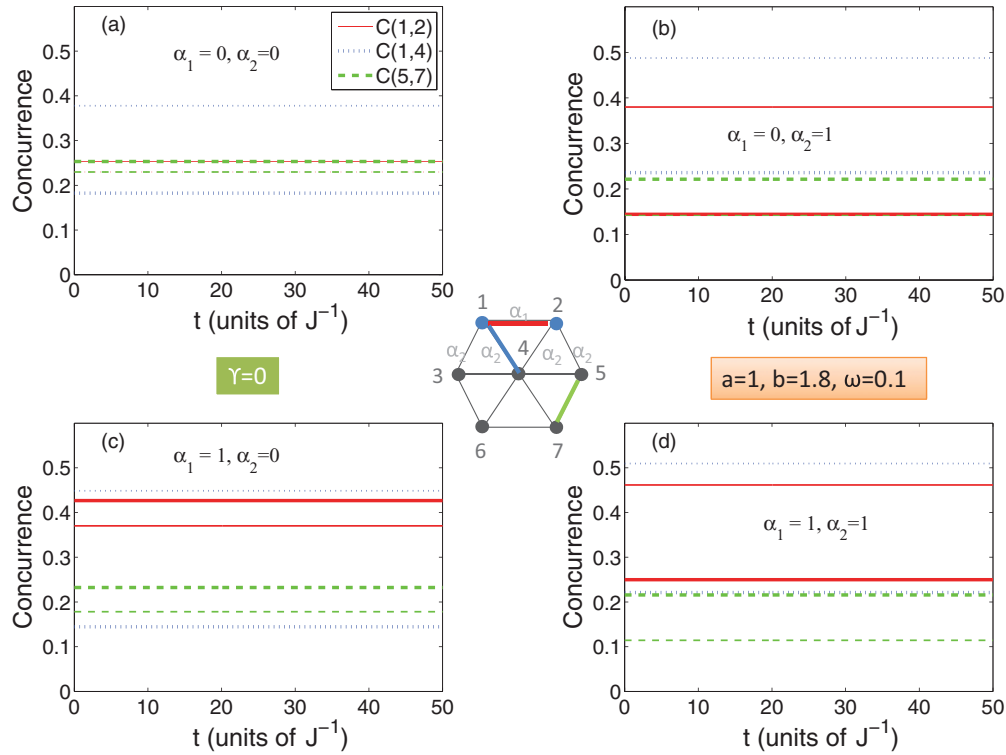 (a)
α₁ = 0, α₂=0
C(1,2)
C(1,4)
C(5,7)
Concurrence
0.5
0.4
0.3
0.2
0.1
0
0 10 20 30 40 50
t (units of J⁻¹)
(b)
α₁ = 0, α₂=1
Concurrence
0.5
0.4
0.3
0.2
0.1
0
0 10 20 30 40 50
t (units of J⁻¹)
1 2
α₁
4
α₂ α₂ α₂ α₂
3 5
6 7
ϒ=0
a=1, b=1.8, ω=0.1
(c)
α₁ = 1, α₂=0
Concurrence
0.5
0.4
0.3
0.2
0.1
0
0 10 20 30 40 50
t (units of J⁻¹)
(d)
α₁ = 1, α₂=1
Concurrence
0.5
0.4
0.3
0.2
0.1
0
0 10 20 30 40 50
t (units of J⁻¹)